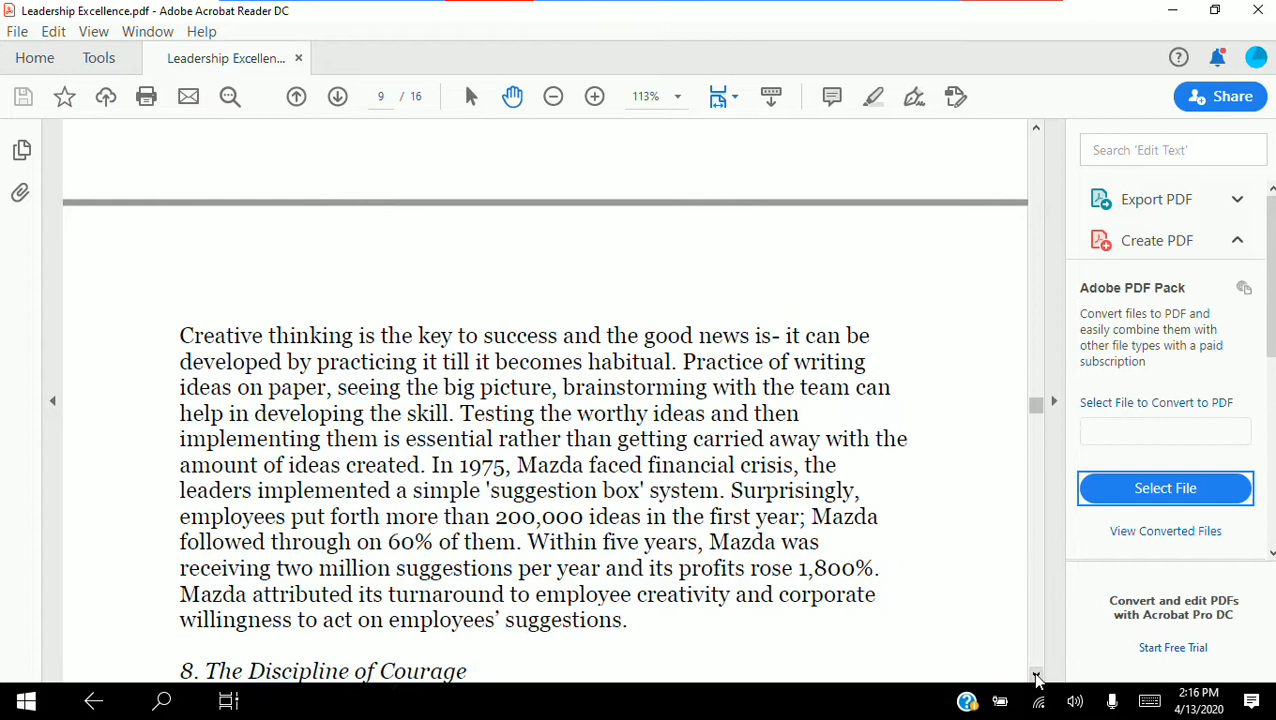 Leadership Excellence.pdf - Adobe Acrobat Reader DC
File Edit View Window Help
Home Tools Leadership Excellen... ×
9 / 16 113% Share
Search 'Edit Text'
Export PDF
Create PDF
Adobe PDF Pack
Convert files to PDF and
easily combine them with
other file types with a paid
subscription
Select File to Convert to PDF
Select File
View Converted Files
Convert and edit PDFs
with Acrobat Pro DC
Start Free Trial
Creative thinking is the key to success and the good news is- it can be
developed by practicing it till it becomes habitual. Practice of writing
ideas on paper, seeing the big picture, brainstorming with the team can
help in developing the skill. Testing the worthy ideas and then
implementing them is essential rather than getting carried away with the
amount of ideas created. In 1975, Mazda faced financial crisis, the
leaders implemented a simple 'suggestion box' system. Surprisingly,
employees put forth more than 200,000 ideas in the first year; Mazda
followed through on 60% of them. Within five years, Mazda was
receiving two million suggestions per year and its profits rose 1,800%.
Mazda attributed its turnaround to employee creativity and corporate
willingness to act on employees’ suggestions.
8. The Discipline of Courage
2:16 PM
4/13/2020